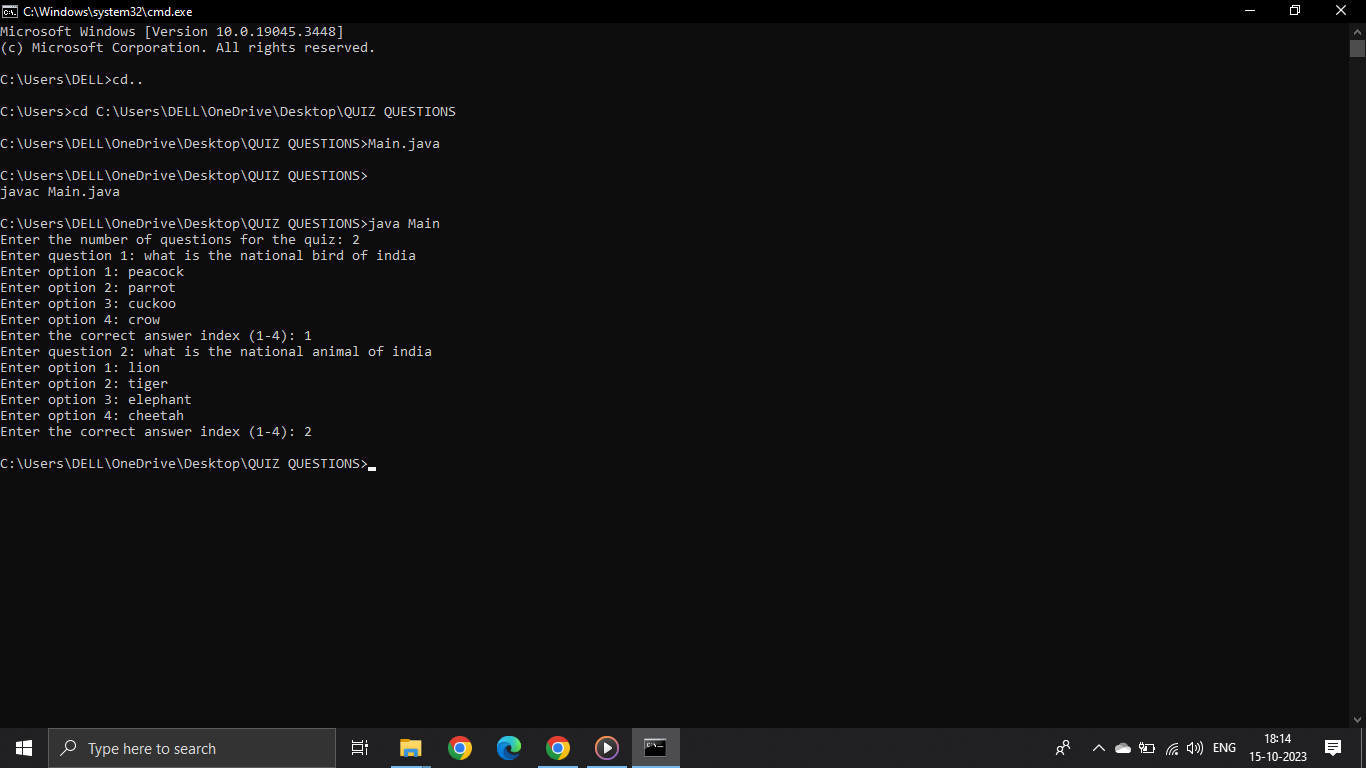 C:\Windows\system32\cmd.exe
Microsoft Windows [Version 10.0.19045.3448]
(c) Microsoft Corporation. All rights reserved.
C:\Users\DELL>cd..
C:\Users>cd C:\Users\DELL\OneDrive\Desktop\QUIZ QUESTIONS
C:\Users\DELL\OneDrive\Desktop\QUIZ QUESTIONS>Main.java
C:\Users\DELL\OneDrive\Desktop\QUIZ QUESTIONS>
javac Main.java
C:\Users\DELL\OneDrive\Desktop\QUIZ QUESTIONS>java Main
Enter the number of questions for the quiz: 2
Enter question 1: what is the national bird of india
Enter option 1: peacock
Enter option 2: parrot
Enter option 3: cuckoo
Enter option 4: crow
Enter the correct answer index (1-4): 1
Enter question 2: what is the national animal of india
Enter option 1: lion
Enter option 2: tiger
Enter option 3: elephant
Enter option 4: cheetah
Enter the correct answer index (1-4): 2
C:\Users\DELL\OneDrive\Desktop\QUIZ QUESTIONS>
Type here to search
ENG
18:14
15-10-2023